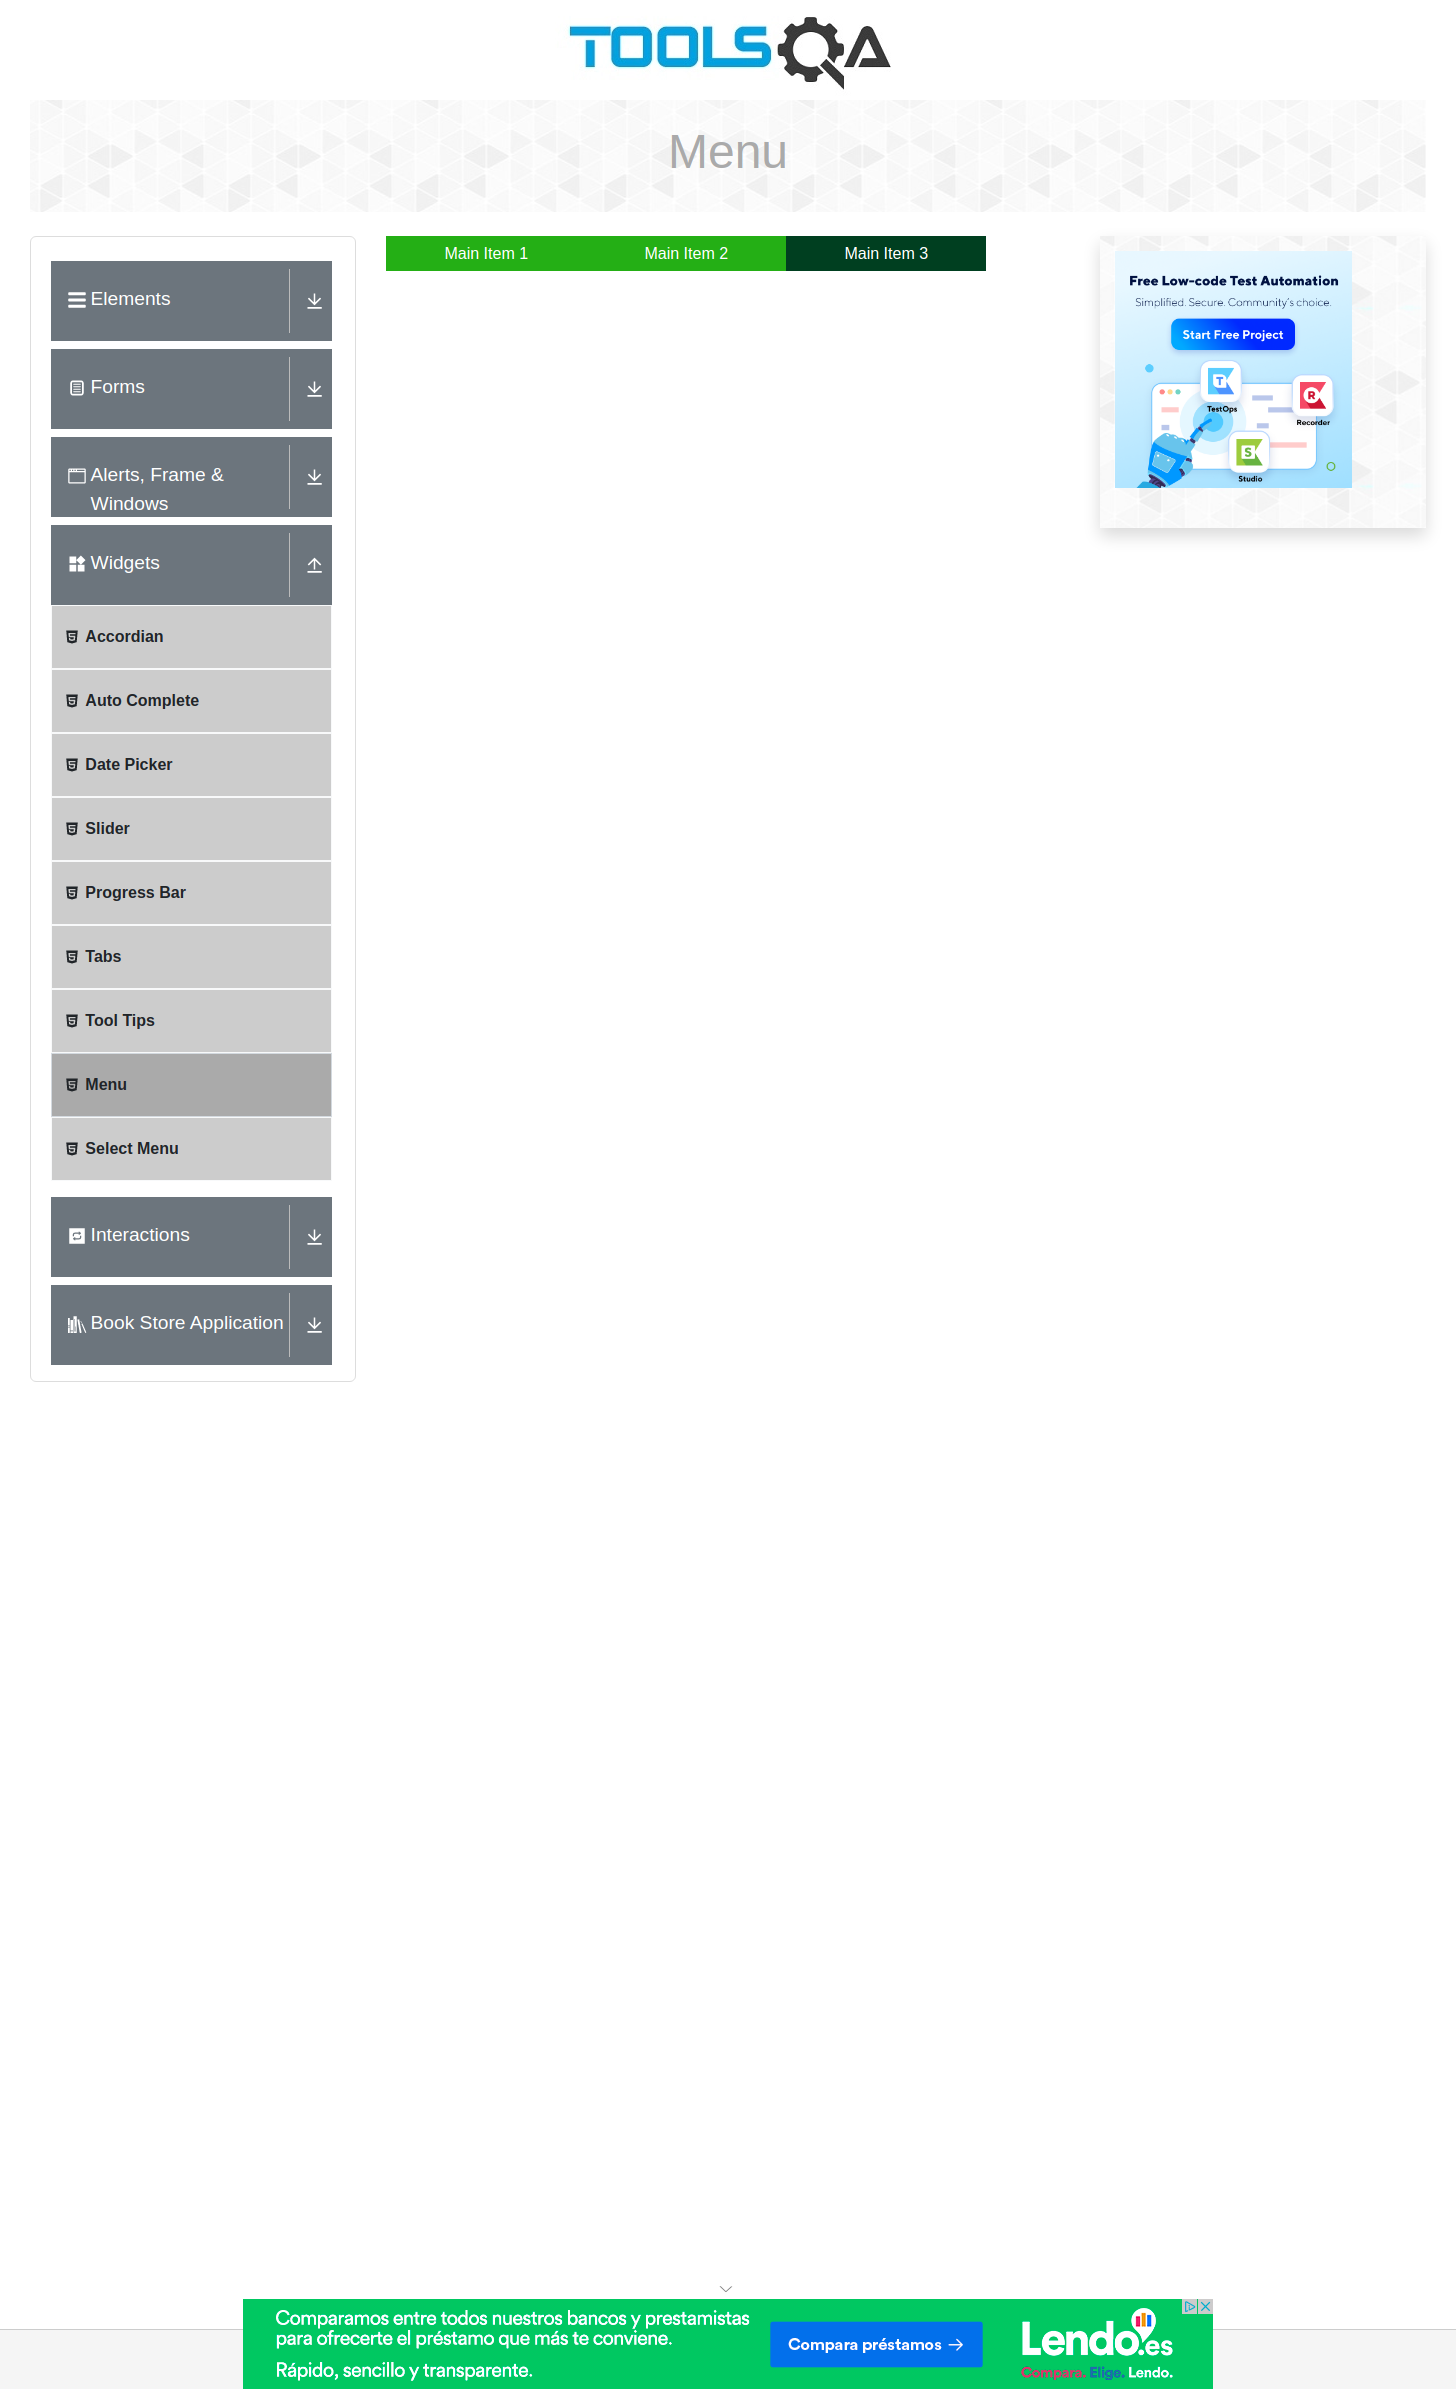 TOOLSQA
Menu
Elements
Forms
Alerts, Frame &
Windows
Widgets
Accordian
Auto Complete
Date Picker
Slider
Progress Bar
Tabs
Tool Tips
Menu
Select Menu
Interactions
Book Store Application
Main Item 1
Main Item 2
Main Item 3
Free Low-code Test Automation
Simplified. Secure. Community's choice.
Start Free Project
T
TestOps
R
Recorder
S
Studio
Comparamos entre todos nuestros bancos y prestamistas
para ofrecerte el préstamo que más te conviene.
Rápido, sencillo y transparente.
Compara préstamos
Lendo.es
Compara. Elige. Lendo.